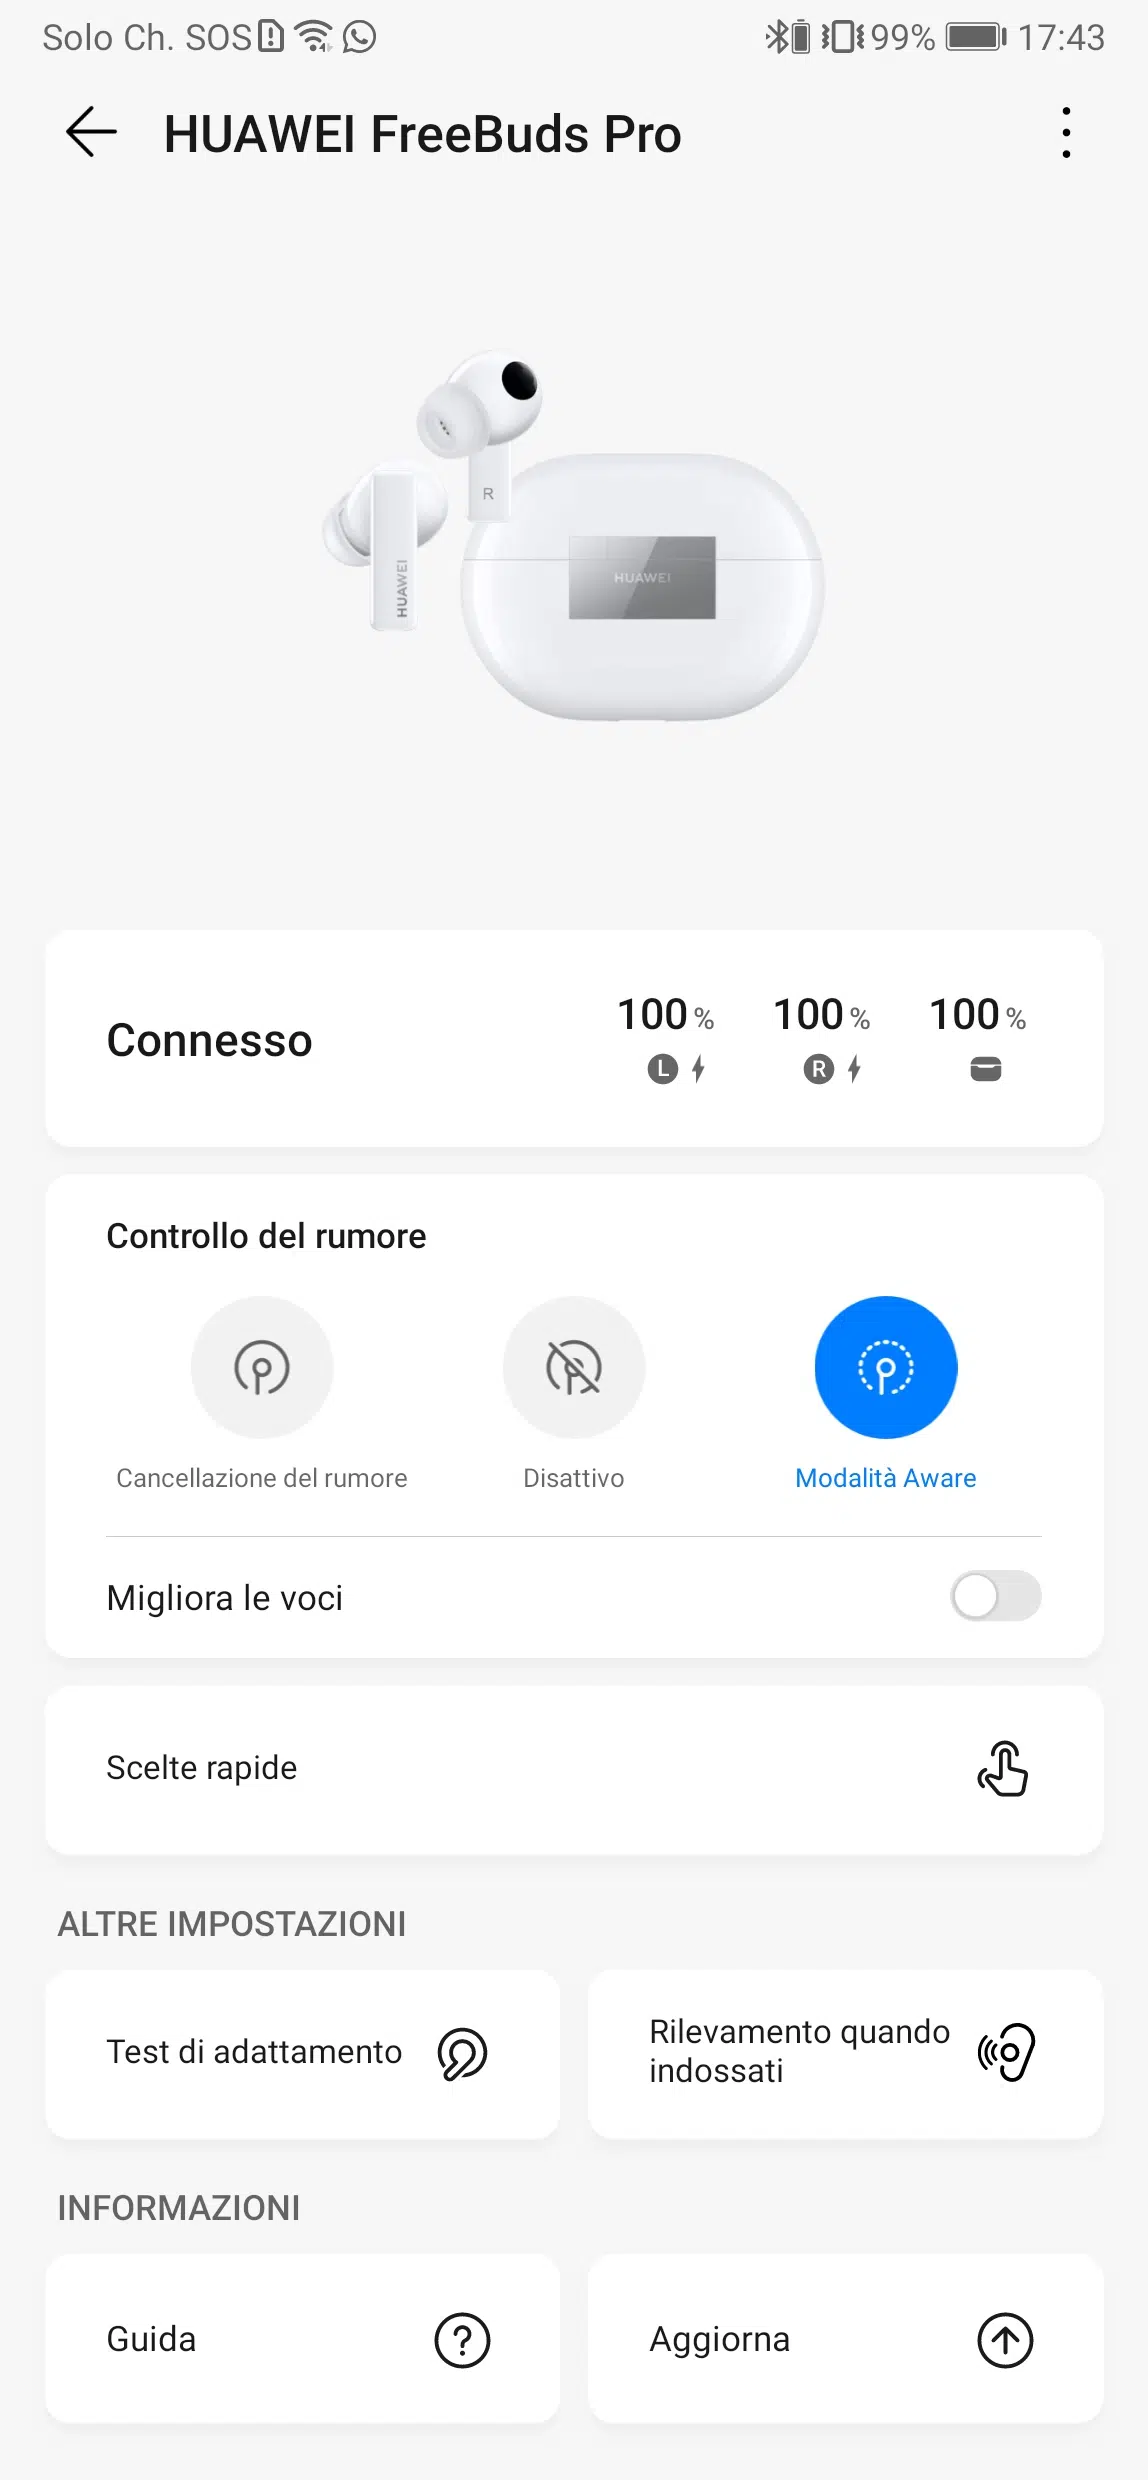 Solo Ch. SOS 99% 17:43
HUAWEI FreeBuds Pro
R
HUAWEI
HUAWEI
Connesso
100 % 100 % 100 %
L R
Controllo del rumore
Cancellazione del rumore Disattivo Modalità Aware
Migliora le voci
Scelte rapide
ALTRE IMPOSTAZIONI
Test di adattamento
Rilevamento quando
indossati
INFORMAZIONI
Guida
Aggiorna